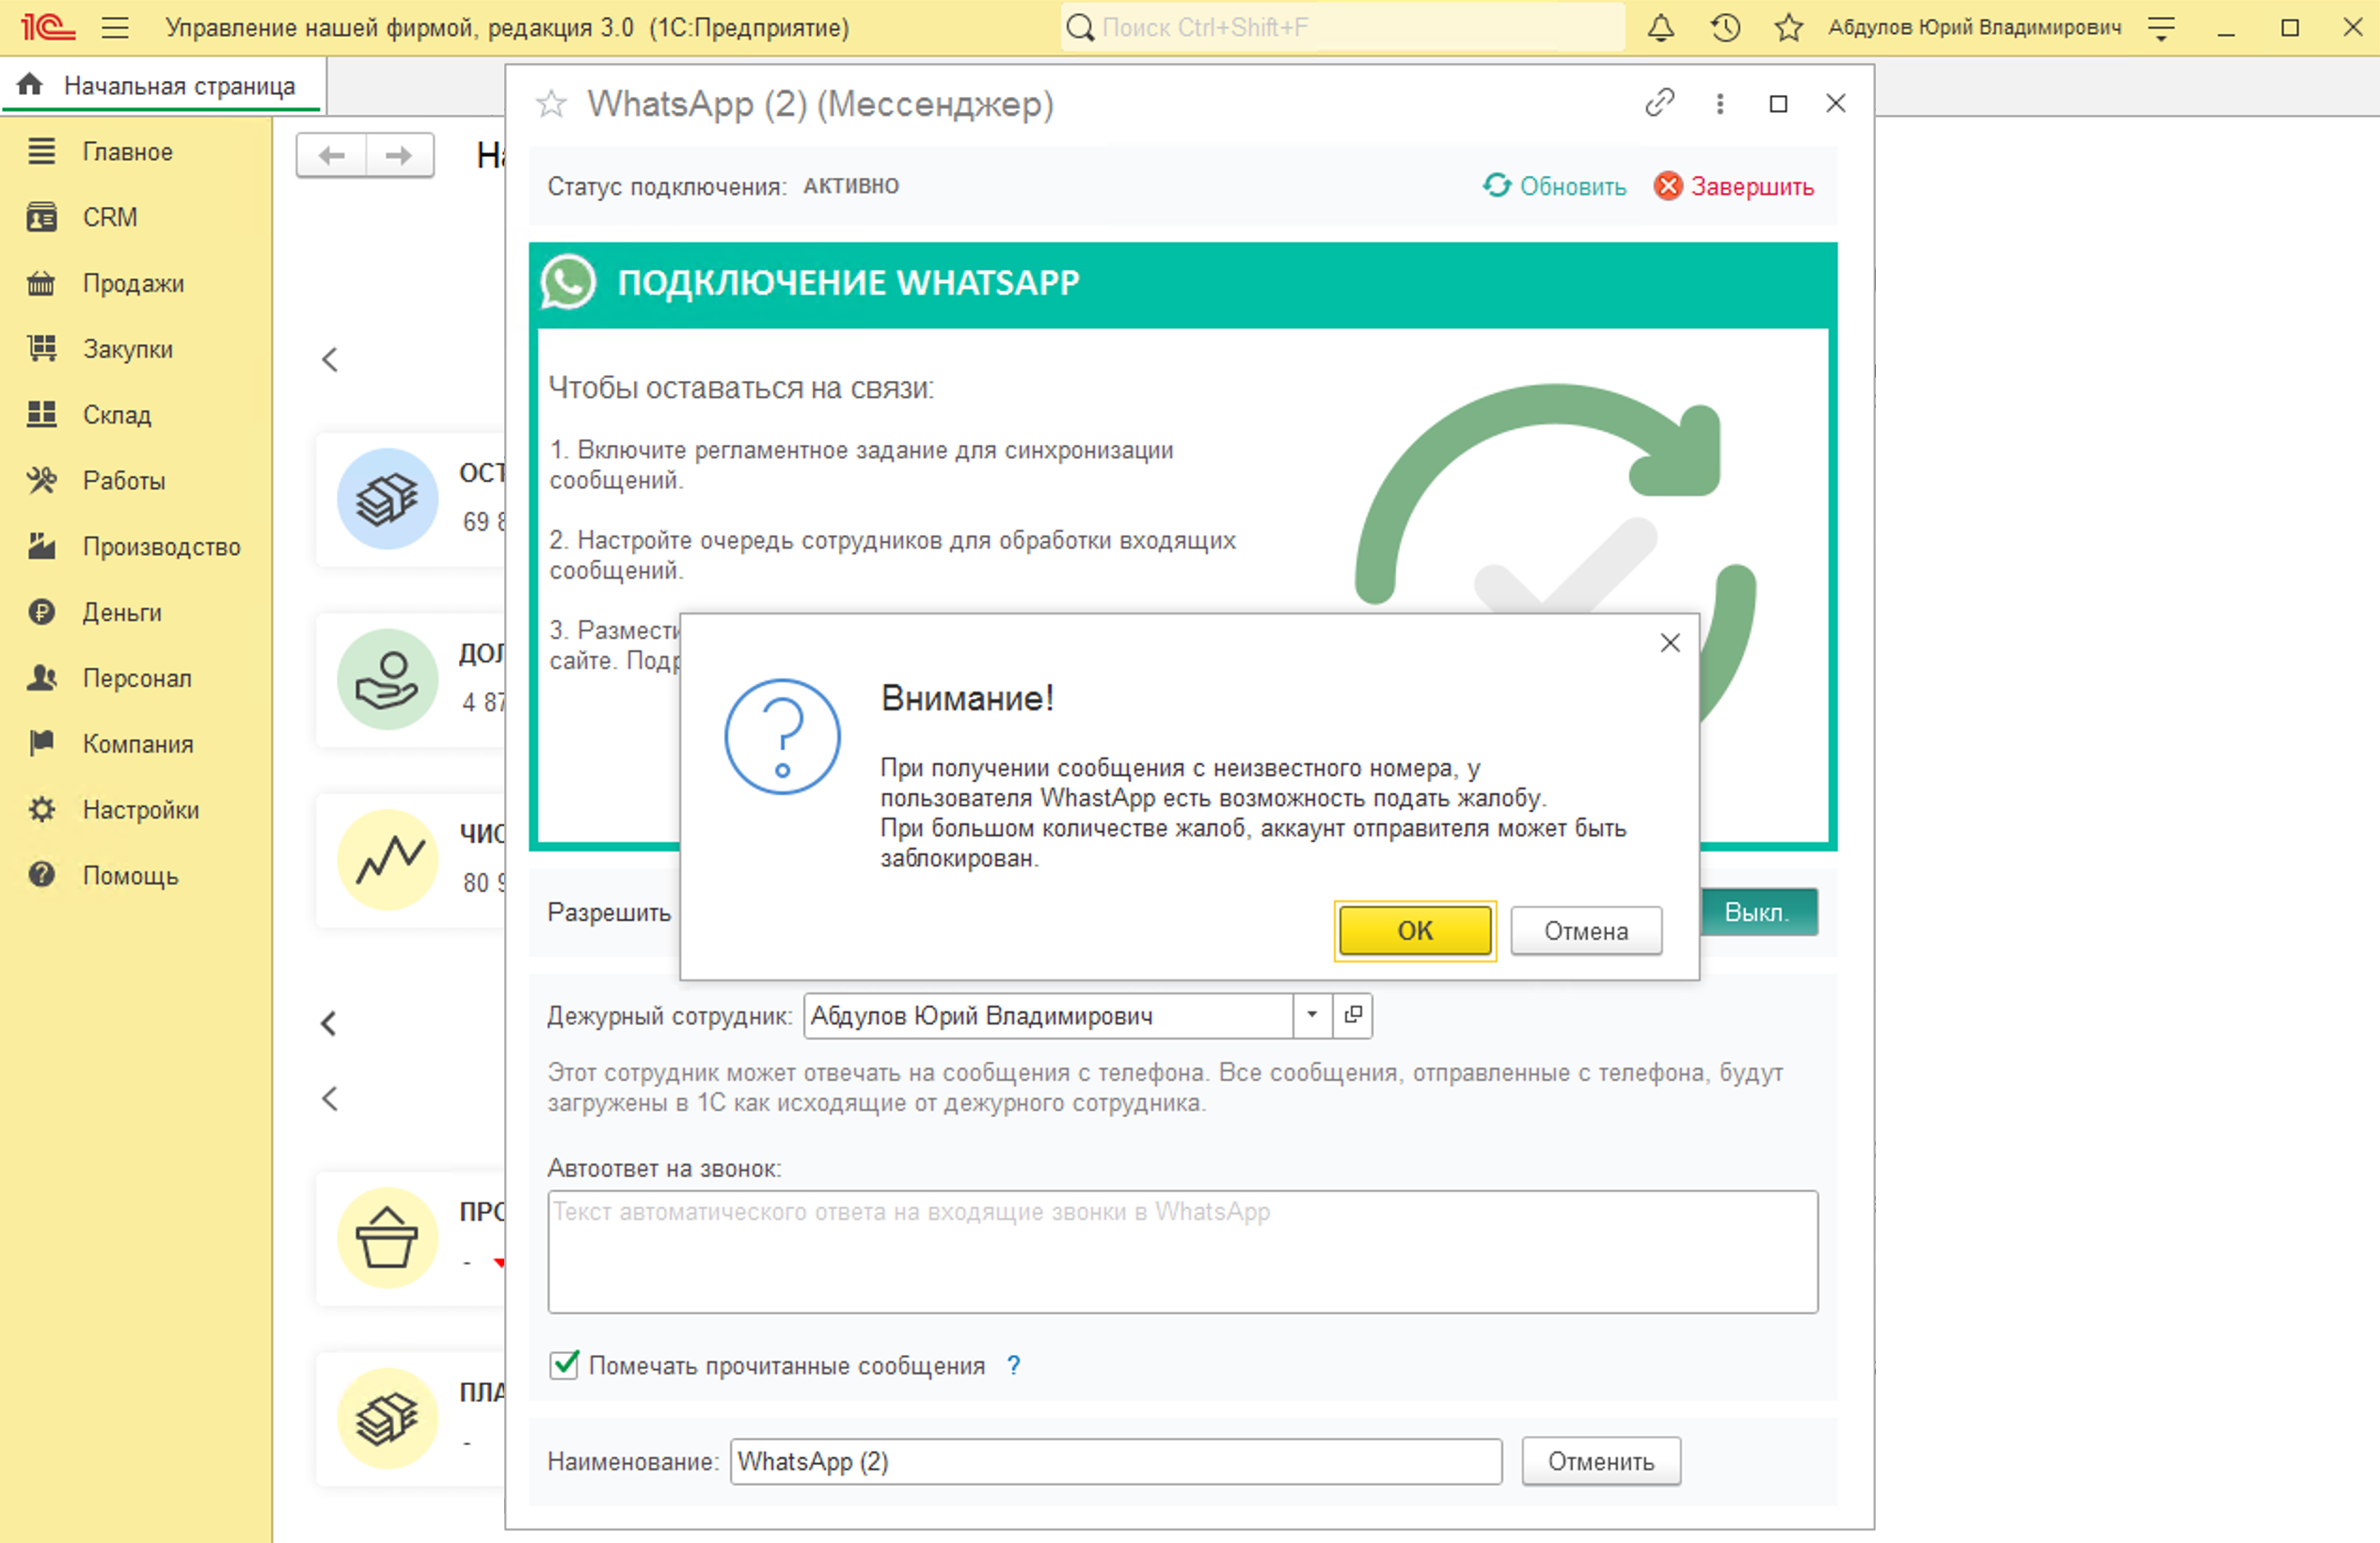 1С Управление нашей фирмой, редакция 3.0 (1С:Предприятие) Поиск Ctrl+Shift+F Абдулов Юрий Владимирович
Начальная страница
Главное
CRM
Продажи
Закупки
Склад
Работы
Производство
Деньги
Персонал
Компания
Настройки
Помощь
69 8
4 87
80 9
-
-
WhatsApp (2) (Мессенджер)
Статус подключения: АКТИВНО Обновить Завершить
ПОДКЛЮЧЕНИЕ WHATSAPP
Чтобы оставаться на связи:
1. Включите регламентное задание для синхронизации
сообщений.
2. Настройте очередь сотрудников для обработки входящих
сообщений.
3. Размести
сайте. Подр
Внимание!
При получении сообщения с неизвестного номера, у
пользователя WhastApp есть возможность подать жалобу.
При большом количестве жалоб, аккаунт отправителя может быть
заблокирован.
OK Отмена
Разрешить Выкл.
Дежурный сотрудник: Абдулов Юрий Владимирович
Этот сотрудник может отвечать на сообщения с телефона. Все сообщения, отправленные с телефона, будут
загружены в 1С как исходящие от дежурного сотрудника.
Автоответ на звонок:
Текст автоматического ответа на входящие звонки в WhatsApp
Помечать прочитанные сообщения ?
Наименование: WhatsApp (2) Отменить